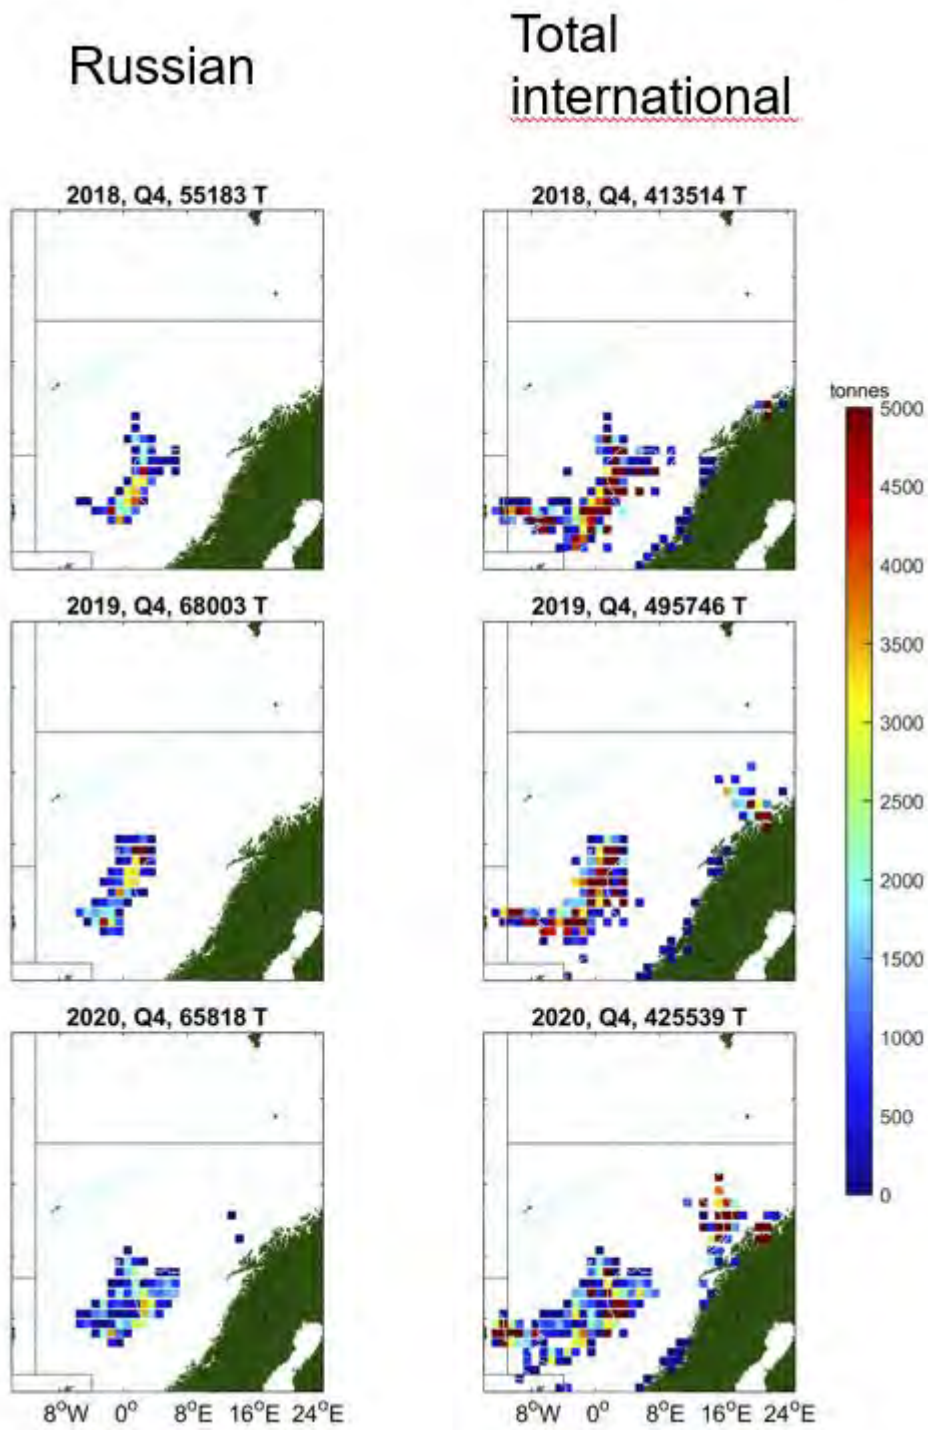 Russian
Total
international
2018, Q4, 55183 T
2018, Q4, 413514 T
tonnes
5000
4500
4000
3500
3000
2500
2000
1500
1000
500
0
2019, Q4, 68003 T
2019, Q4, 495746 T
2020, Q4, 65818 T
2020, Q4, 425539 T
8°W 0° 8°E 16°E 24°E
8°W 0° 8°E 16°E 24°E